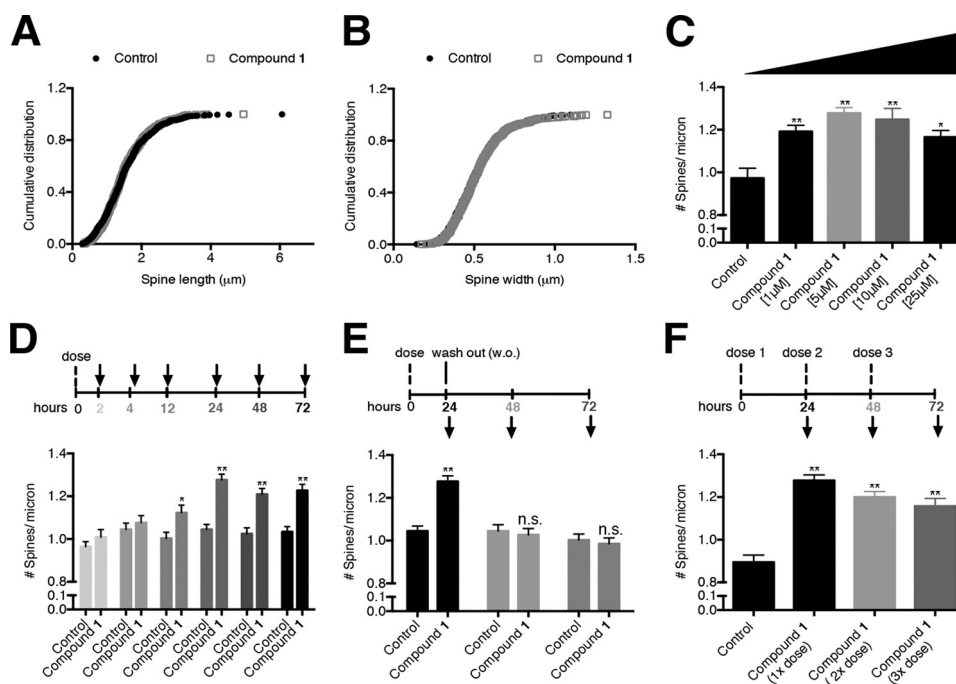 A
Control
Compound 1
Cumulative distribution
1.2
0.8
0.4
0.0
0
2
4
6
Spine length (μm)
B
Control
Compound 1
Cumulative distribution
1.2
0.8
0.4
0.0
0.0
0.5
1.0
1.5
Spine width (μm)
C
# Spines/ micron
1.4
1.2
1.0
0.8
0.1
0.0
**
**
**
*
Control
Compound 1
[1μM]
Compound 1
[5μM]
Compound 1
[10μM]
Compound 1
[25μM]
D
dose
hours
0
2
4
12
24
48
72
# Spines/ micron
1.4
1.2
1.0
0.8
0.1
0.0
*
**
**
**
Control
Compound 1
Control
Compound 1
Control
Compound 1
Control
Compound 1
Control
Compound 1
Control
Compound 1
E
dose
wash out (w.o.)
hours
0
24
48
72
# Spines/ micron
1.4
1.2
1.0
0.8
0.1
0.0
**
n.s.
n.s.
Control
Compound 1
Control
Compound 1
Control
Compound 1
F
dose 1
dose 2
dose 3
hours
0
24
48
72
# Spines/ micron
1.4
1.2
1.0
0.8
0.1
0.0
**
**
**
Control
Compound 1
(1x dose)
Compound 1
( 2x dose)
Compound 1
(3x dose)